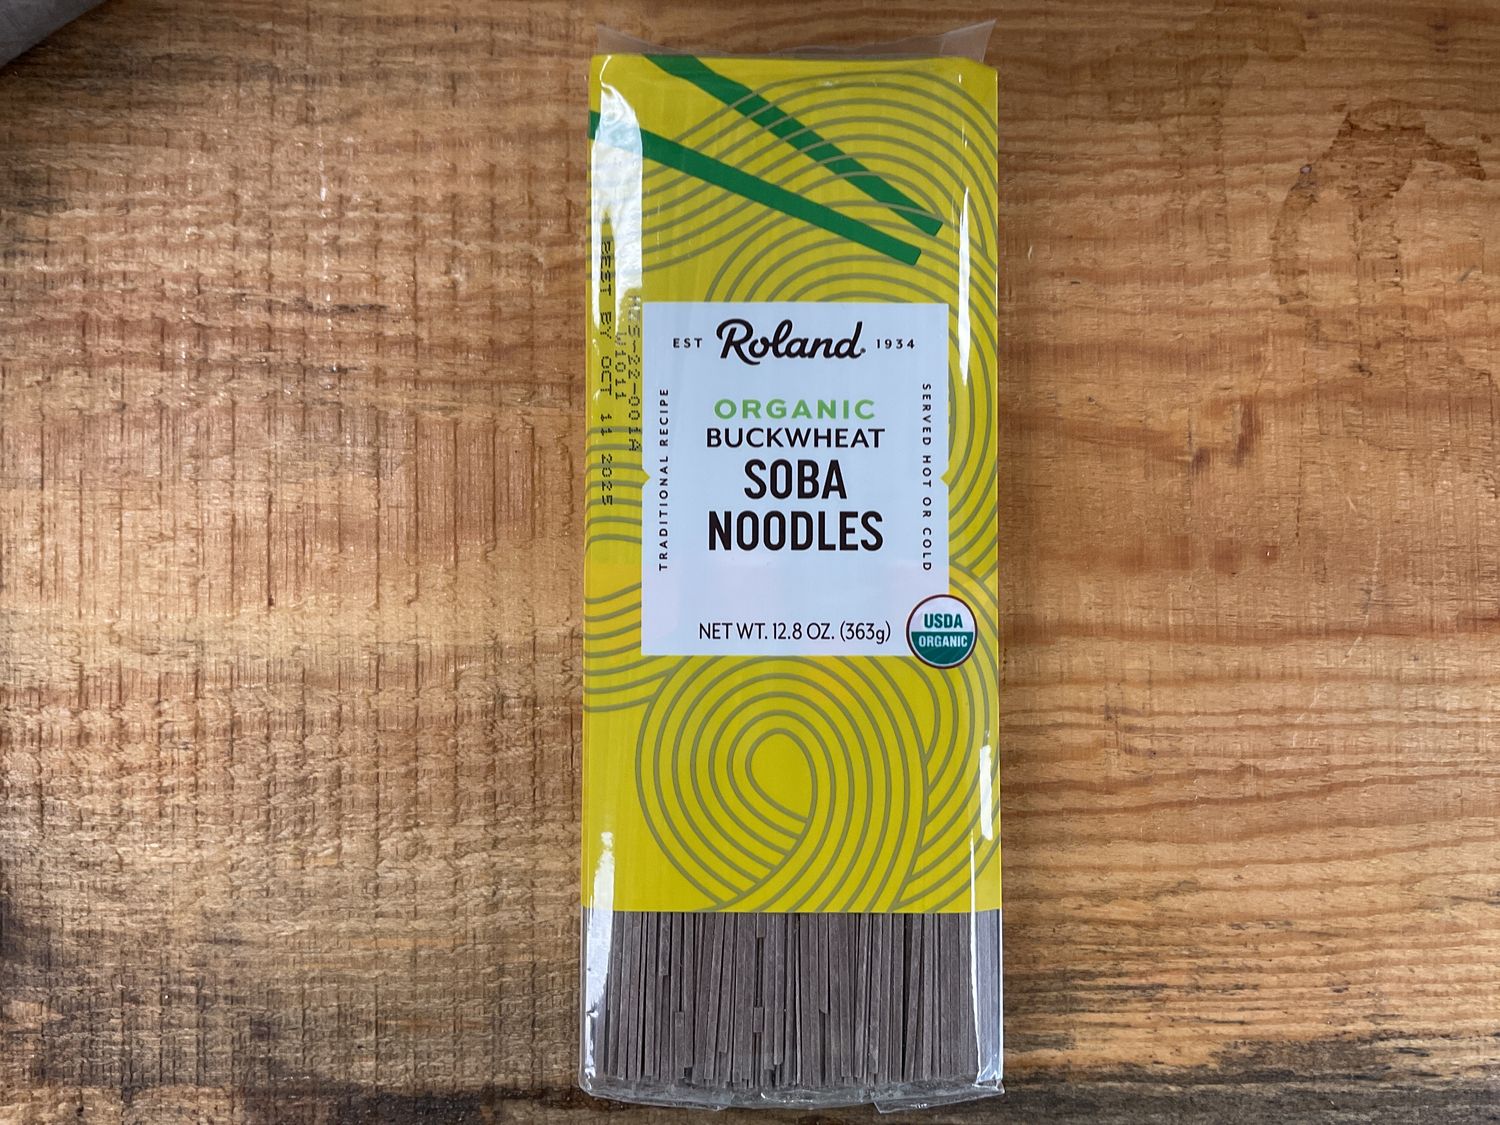 EST Roland 1934
ORGANIC
BUCKWHEAT
SOBA
NOODLES
TRADITIONAL RECIPE
SERVED HOT OR COLD
NET WT. 12.8 OZ. (363g)
USDA
ORGANIC
BEST BY OCT 11 2025